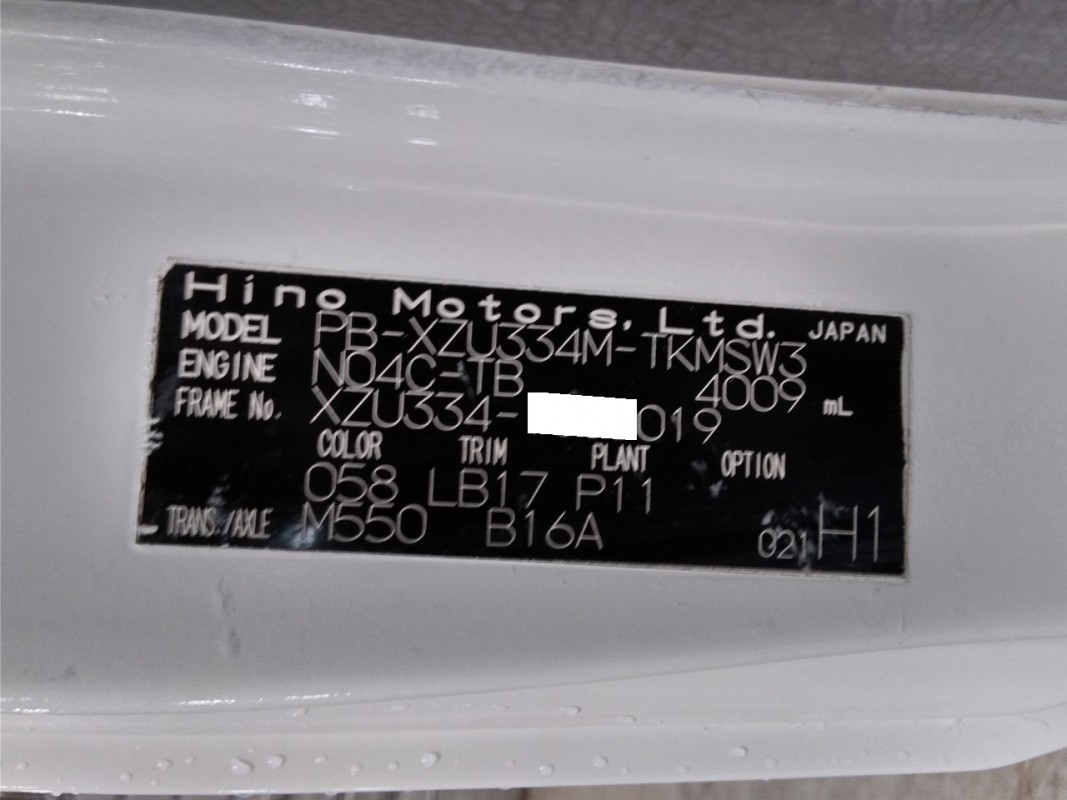 Hino Motors, Ltd. JAPAN
MODEL PB-XZU334M-TKMSW3
ENGINE N04C-TB 4009 mL
FRAME No. XZU334- 019
COLOR TRIM PLANT OPTION
058 LB17 P11
TRANS./AXLE M550 B16A 021 H1